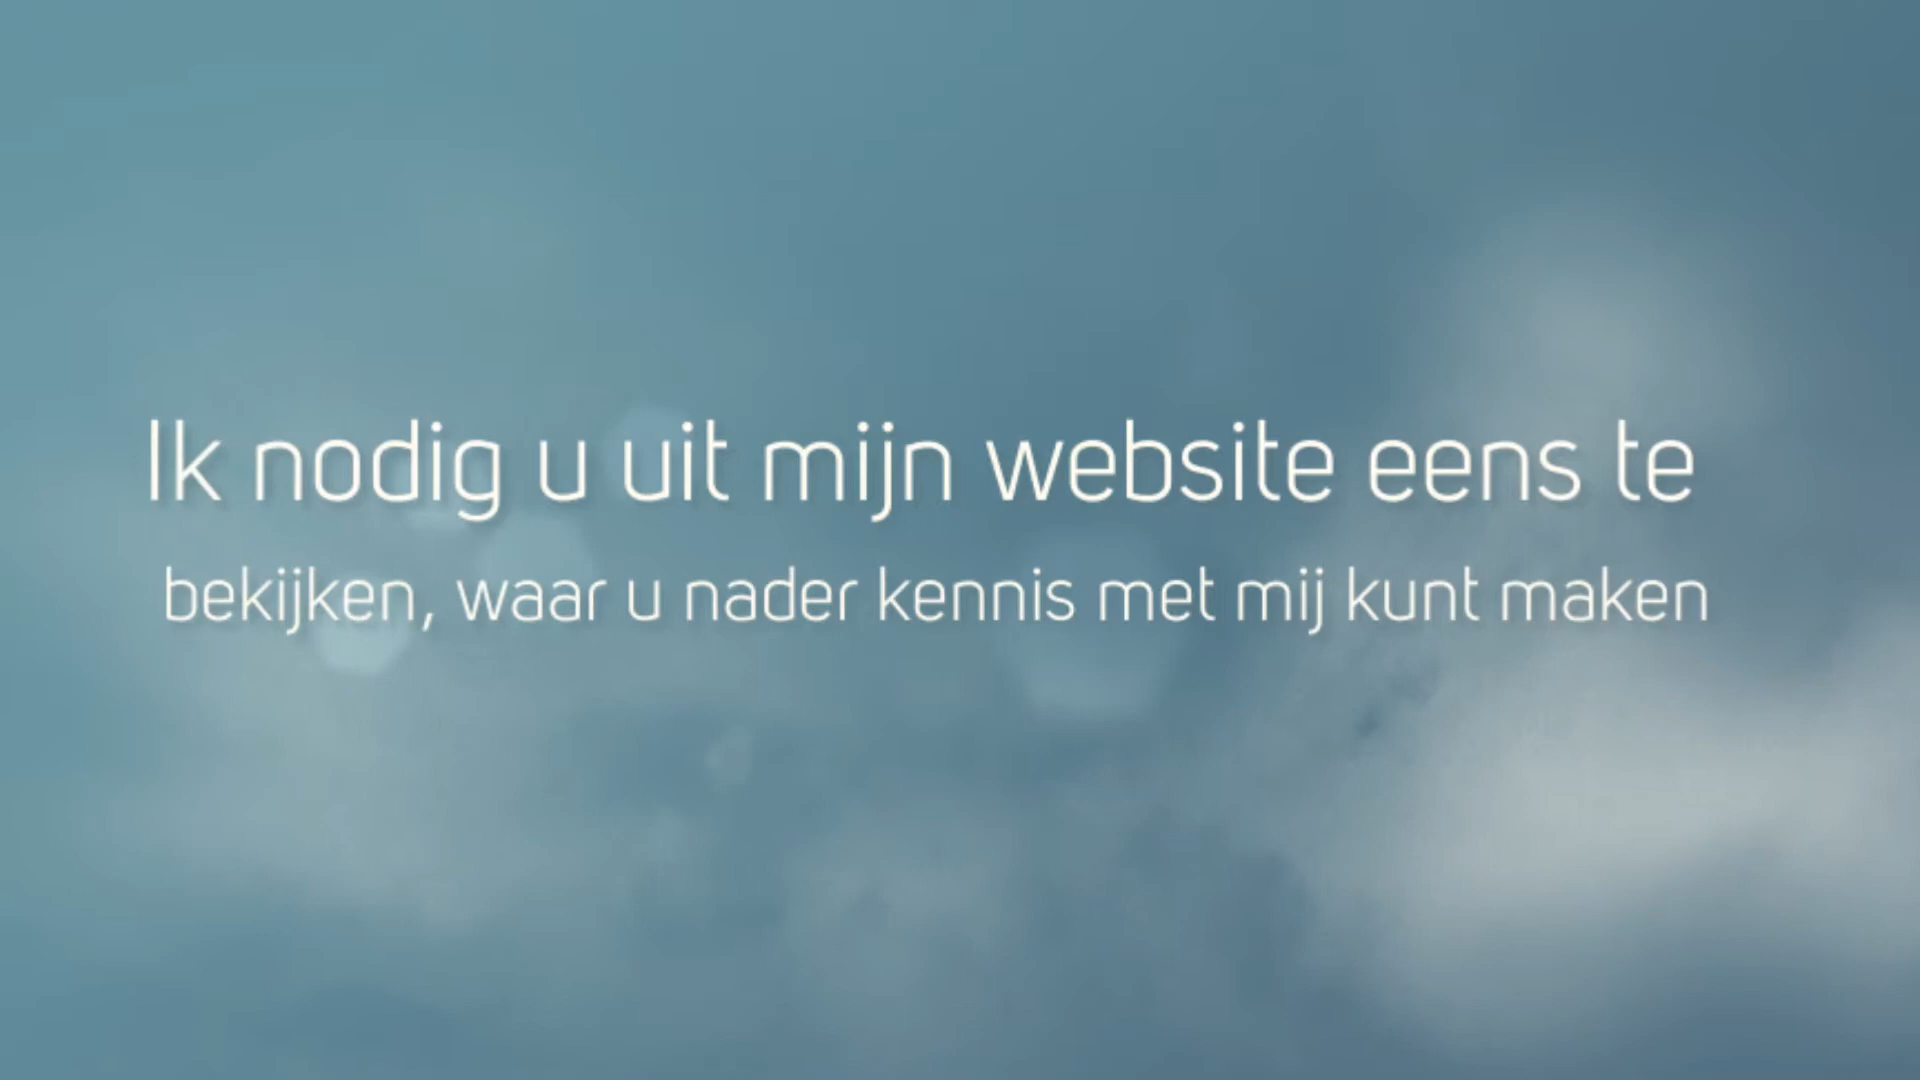 Ik nodig u uit mijn website eens te
bekijken, waar u nader kennis met mij kunt maken